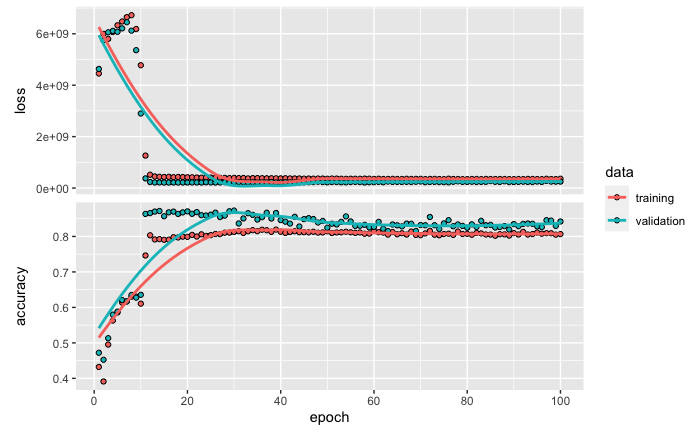 6e+09
4e+09
2e+09
0e+00
loss
0.8
0.7
0.6
0.5
0.4
accuracy
0 20 40 60 80 100
epoch
data
training
validation